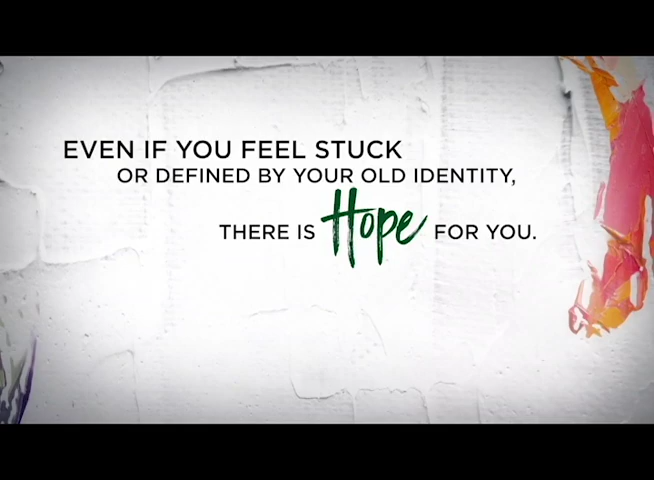 EVEN IF YOU FEEL STUCK
OR DEFINED BY YOUR OLD IDENTITY,
THERE IS Hope FOR YOU.